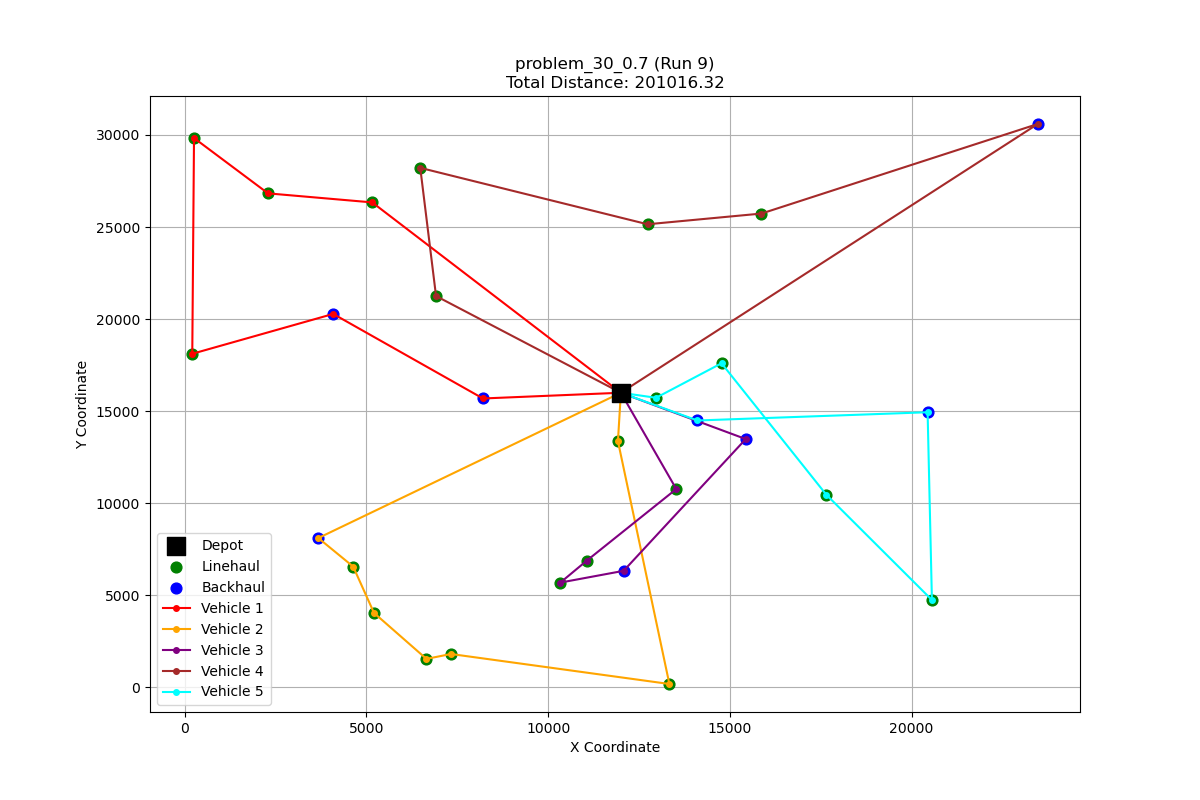 problem_30_0.7 (Run 9)
Total Distance: 201016.32
30000
25000
20000
15000
10000
5000
0
Y Coordinate
Depot
Linehaul
Backhaul
Vehicle 1
Vehicle 2
Vehicle 3
Vehicle 4
Vehicle 5
0 5000 10000 15000 20000
X Coordinate